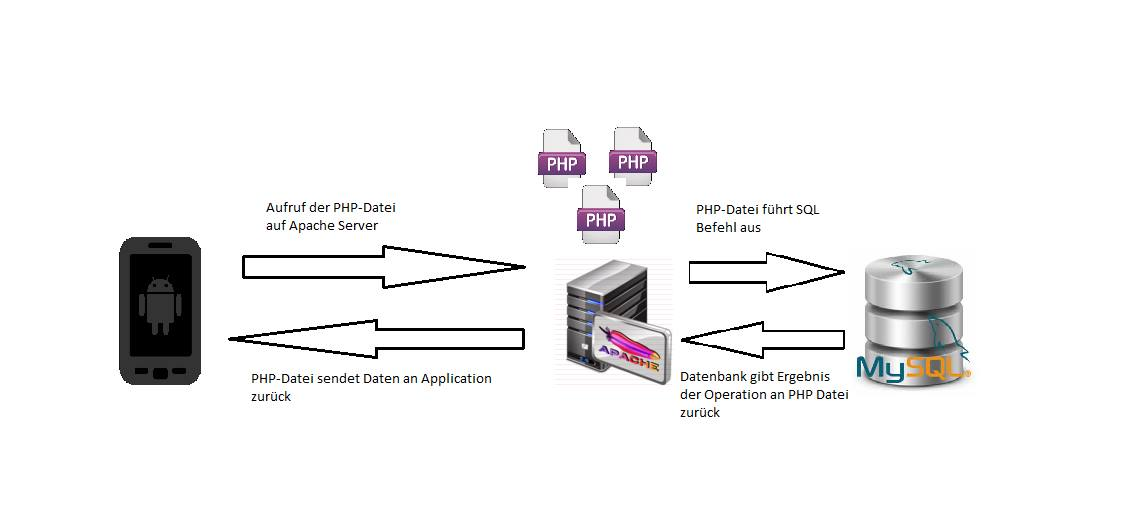 PHP
PHP
PHP
Aufruf der PHP-Datei
auf Apache Server
PHP-Datei führt SQL
Befehl aus
APACHE
PHP-Datei sendet Daten an Application
zurück
MySQL®
Datenbank gibt Ergebnis
der Operation an PHP Datei
zurück